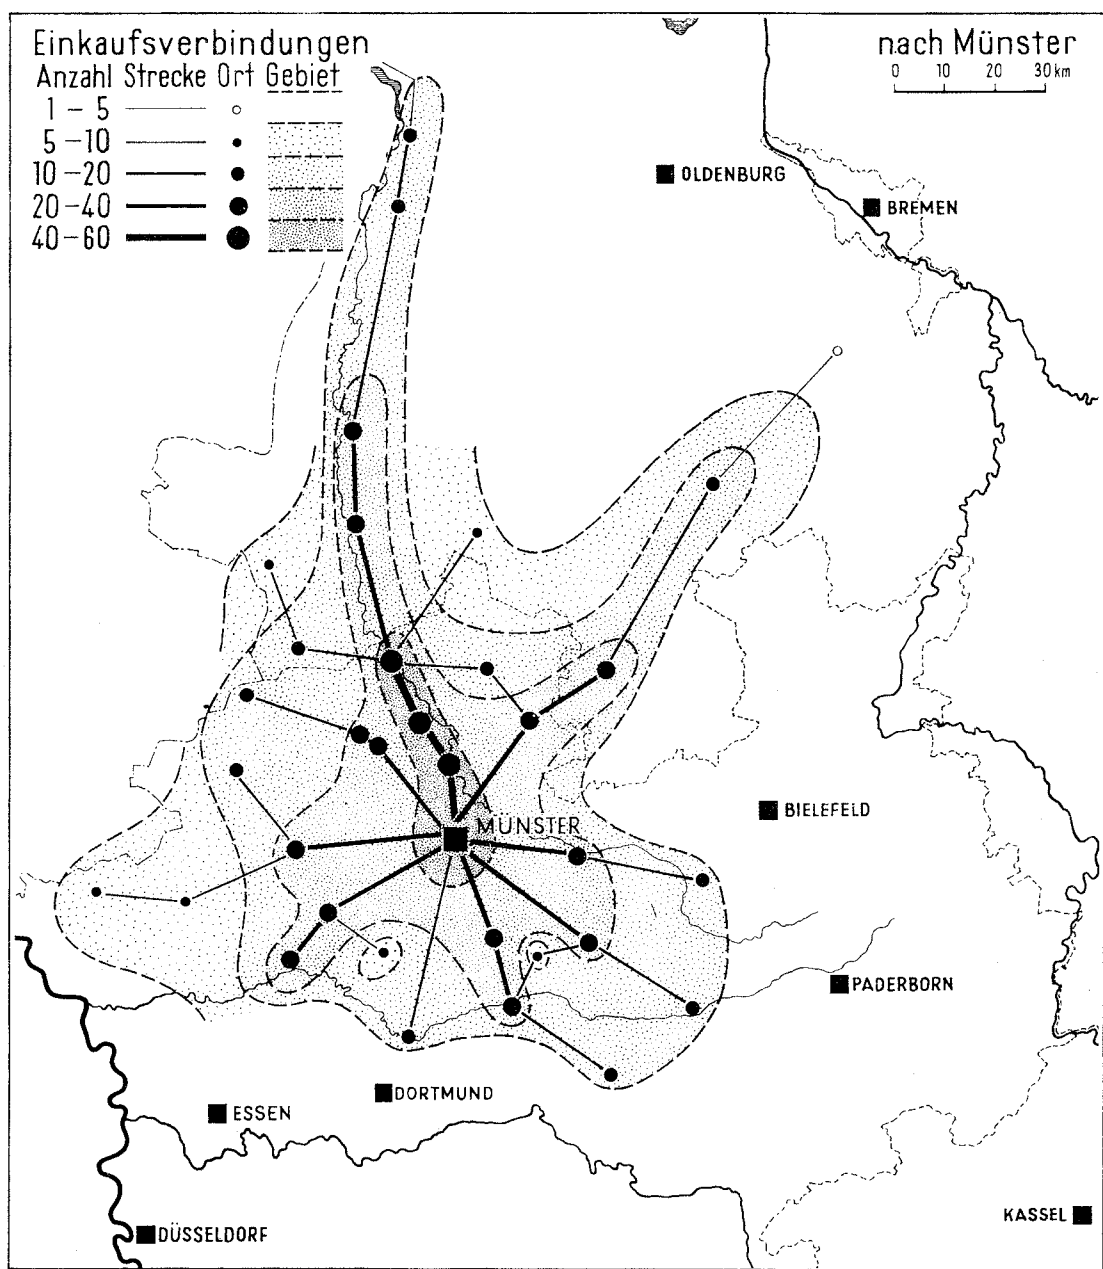 Einkaufsverbindungen
Anzahl Strecke Ort Gebiet
1 – 5
5 – 10
10 – 20
20 – 40
40 – 60
nach Münster
0 10 20 30 km
OLDENBURG
BREMEN
MÜNSTER
BIELEFELD
PADERBORN
DORTMUND
ESSEN
KASSEL
DÜSSELDORF